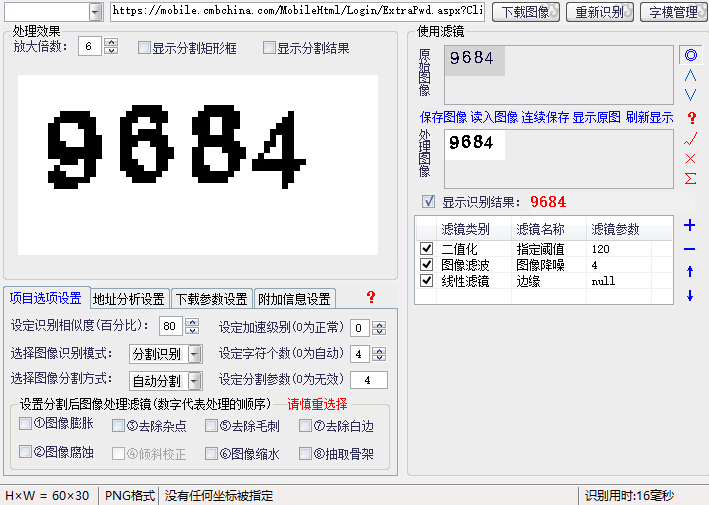 https://mobile.cmbchina.com/MobileHtml/Login/ExtraPwd.aspx?Cli 下载图像 重新识别 字模管理
处理效果
放大倍数： 6 显示分割矩形框 显示分割结果
9684
使用滤镜
原始图像 9684
保存图像 读入图像 连续保存 显示原图 刷新显示
处理图像 9684
显示识别结果： 9684
滤镜类别 滤镜名称 滤镜参数
二值化 指定阈值 120
图像滤波 图像降噪 4
线性滤镜 边缘 null
项目选项设置 地址分析设置 下载参数设置 附加信息设置 ?
设定识别相似度(百分比)： 80 设定加速级别(0为正常) 0
选择图像识别模式： 分割识别 设定字符个数(0为自动) 4
选择图像分割方式： 自动分割 设定分割参数(0为无效) 4
设置分割后图像处理滤镜(数字代表处理的顺序) 请慎重选择
①图像膨胀 ③去除杂点 ⑤去除毛刺 ⑦去除白边
②图像腐蚀 ④倾斜校正 ⑥图像缩水 ⑧抽取骨架
H×W = 60×30 PNG格式 没有任何坐标被指定 识别用时:16毫秒